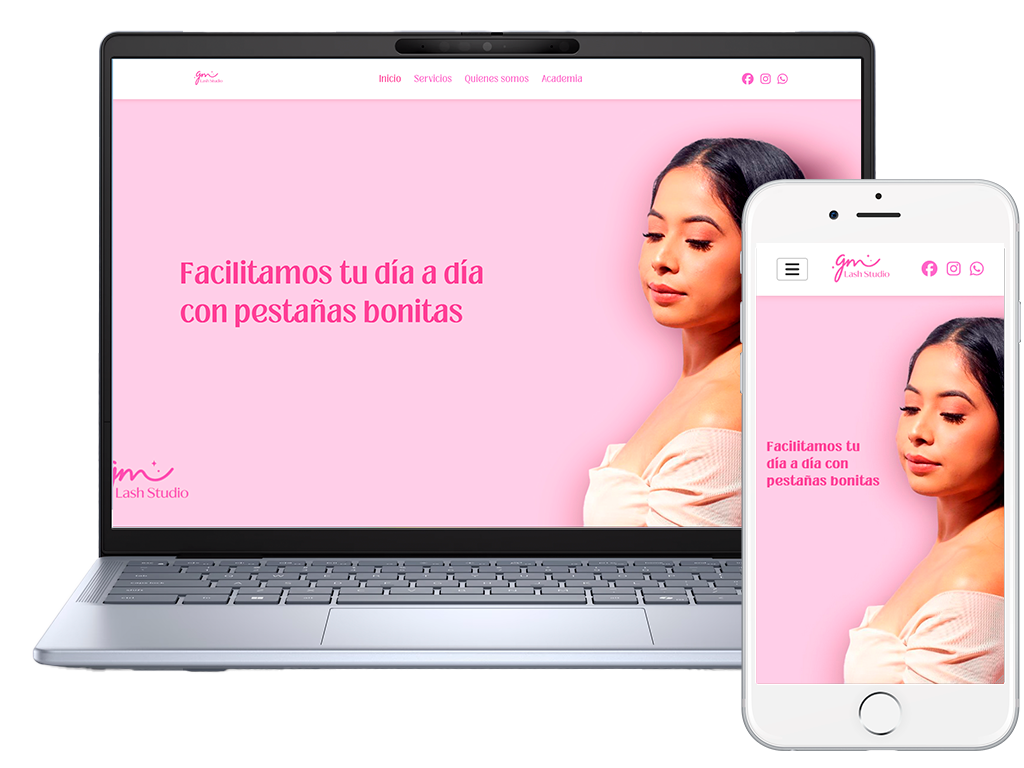 gm
Lash Studio
Inicio Servicios Quienes somos Academia
Facilitamos tu día a día
con pestañas bonitas
gm
Lash Studio
gm
Lash Studio
Facilitamos tu
día a día con
pestañas bonitas